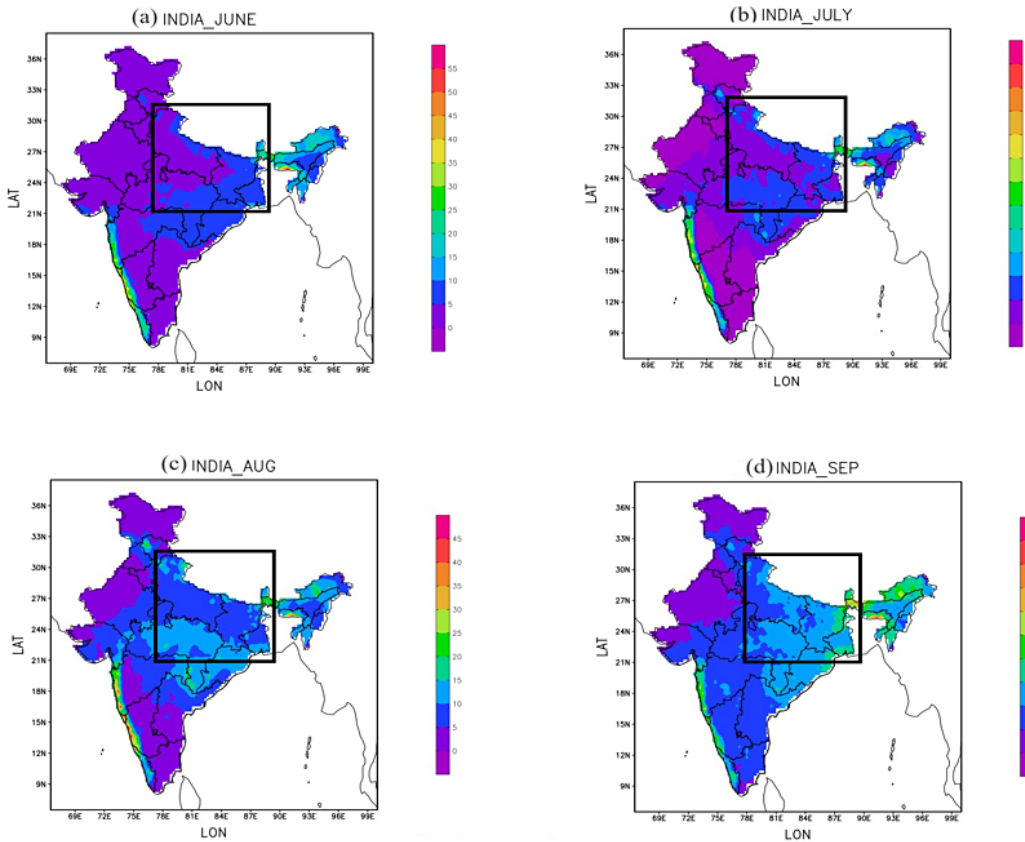 (a) INDIA_JUNE
36N
33N
30N
27N
24N
21N
18N
15N
12N
9N
LAT
69E 72E 75E 78E 81E 84E 87E 90E 93E 96E 99E
LON
55
50
45
40
35
30
25
20
15
10
5
0
(b) INDIA_JULY
36N
33N
30N
27N
24N
21N
18N
15N
12N
9N
LAT
69E 72E 75E 78E 81E 84E 87E 90E 93E 96E 99E
LON
(c) INDIA_AUG
36N
33N
30N
27N
24N
21N
18N
15N
12N
9N
LAT
69E 72E 75E 78E 81E 84E 87E 90E 93E 96E 99E
LON
45
40
35
30
25
20
15
10
5
0
(d) INDIA_SEP
36N
33N
30N
27N
24N
21N
18N
15N
12N
9N
LAT
69E 72E 75E 78E 81E 84E 87E 90E 93E 96E 99E
LON